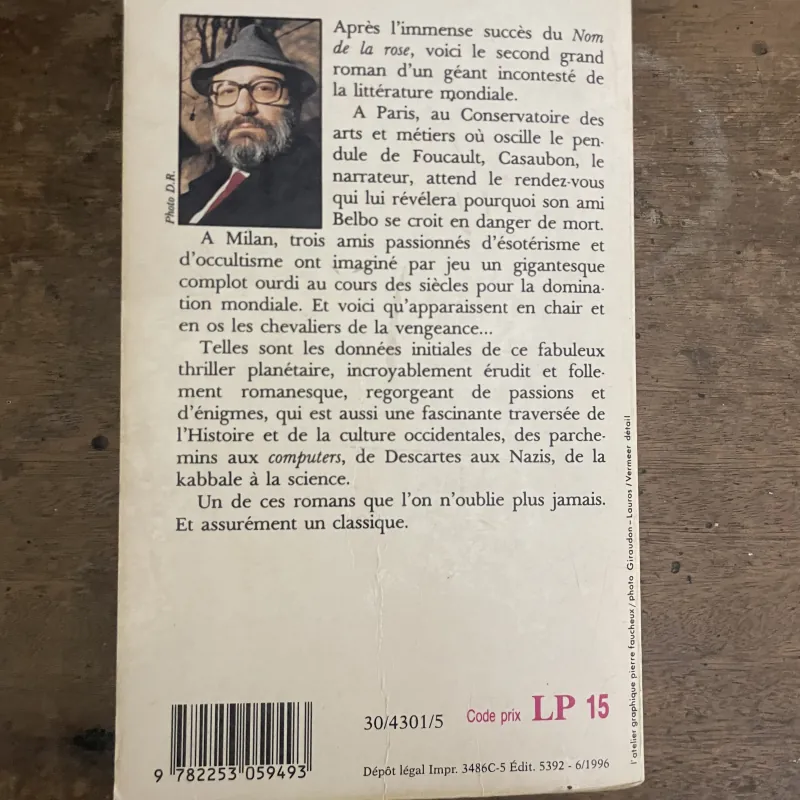 Après l'immense succès du Nom
de la rose, voici le second grand
roman d'un géant incontesté de
la littérature mondiale.
A Paris, au Conservatoire des
arts et métiers où oscille le pen-
dule de Foucault, Casaubon, le
narrateur, attend le rendez-vous
qui lui révélera pourquoi son ami
Belbo se croit en danger de mort.
Photo D.R.
A Milan, trois amis passionnés d'ésotérisme et
d'occultisme ont imaginé par jeu un gigantesque
complot ourdi au cours des siècles pour la domina-
tion mondiale. Et voici qu'apparaissent en chair et
en os les chevaliers de la vengeance...
Telles sont les données initiales de ce fabuleux
thriller planétaire, incroyablement érudit et folle-
ment romanesque, regorgeant de passions et
d'énigmes, qui est aussi une fascinante traversée de
l'Histoire et de la culture occidentales, des parche-
mins aux computers, de Descartes aux Nazis, de la
kabbale à la science.
Un de ces romans que l'on n'oublie plus jamais.
Et assurément un classique.
l'atelier graphique pierre faucheux/photo Giraudon-Lauros/Vermeer détail
30/4301/5 Code prix LP 15
9 782253 059493
Dépôt légal Impr. 3486C-5 Édit. 5392 - 6/1996